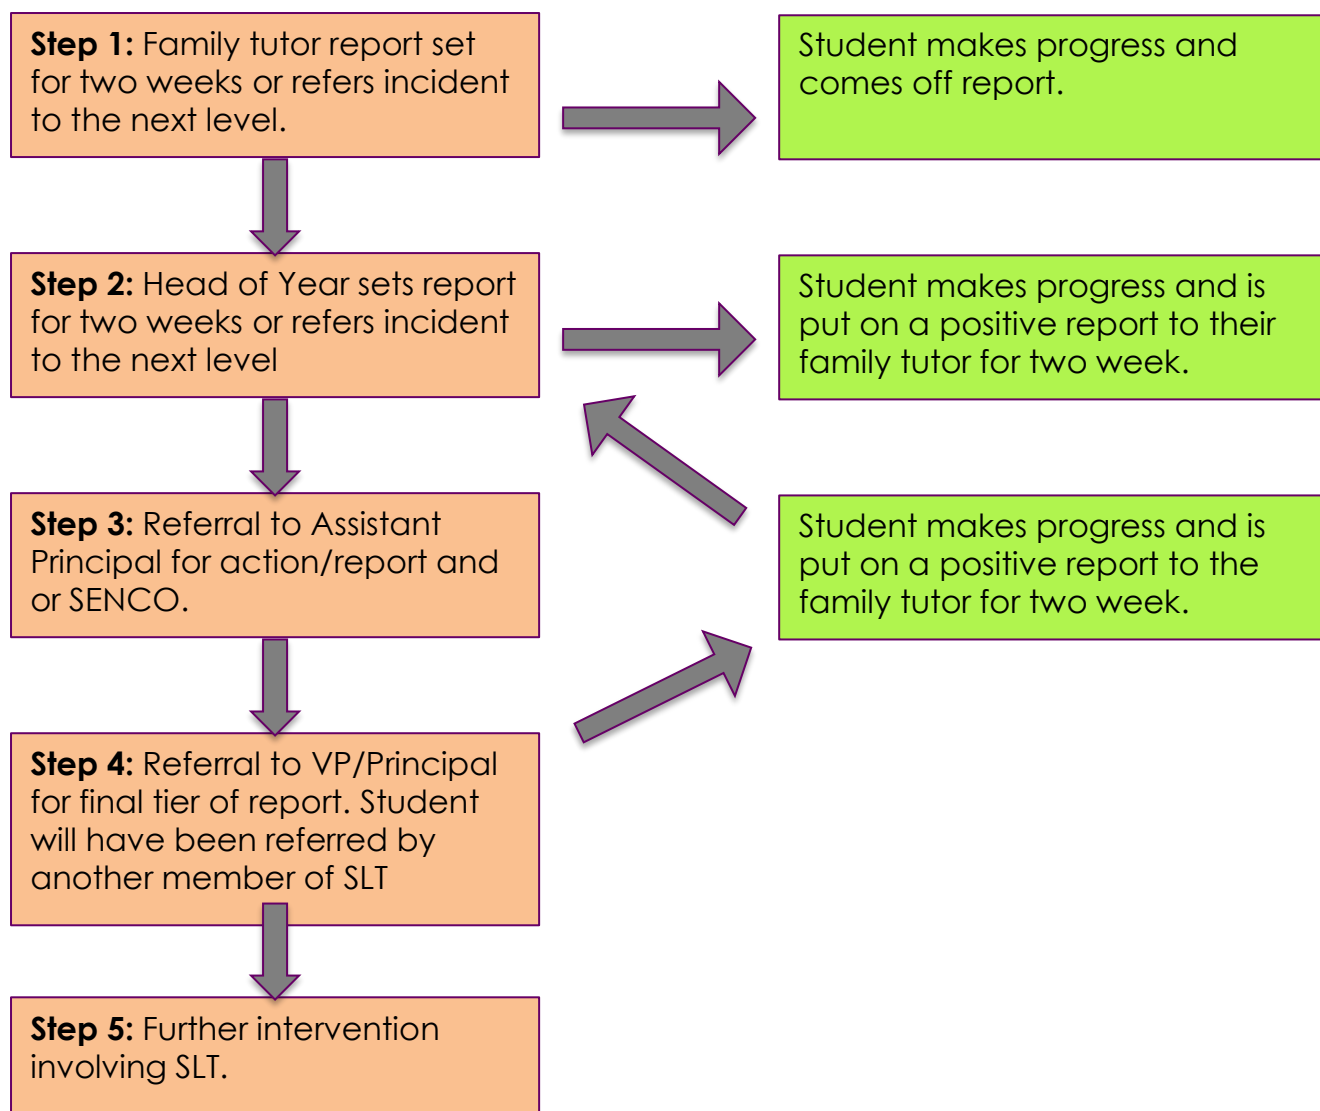 Step 1: Family tutor report set
for two weeks or refers incident
to the next level.
Student makes progress and
comes off report.
Step 2: Head of Year sets report
for two weeks or refers incident
to the next level
Student makes progress and is
put on a positive report to their
family tutor for two week.
Step 3: Referral to Assistant
Principal for action/report and
or SENCO.
Student makes progress and is
put on a positive report to the
family tutor for two week.
Step 4: Referral to VP/Principal
for final tier of report. Student
will have been referred by
another member of SLT
Step 5: Further intervention
involving SLT.